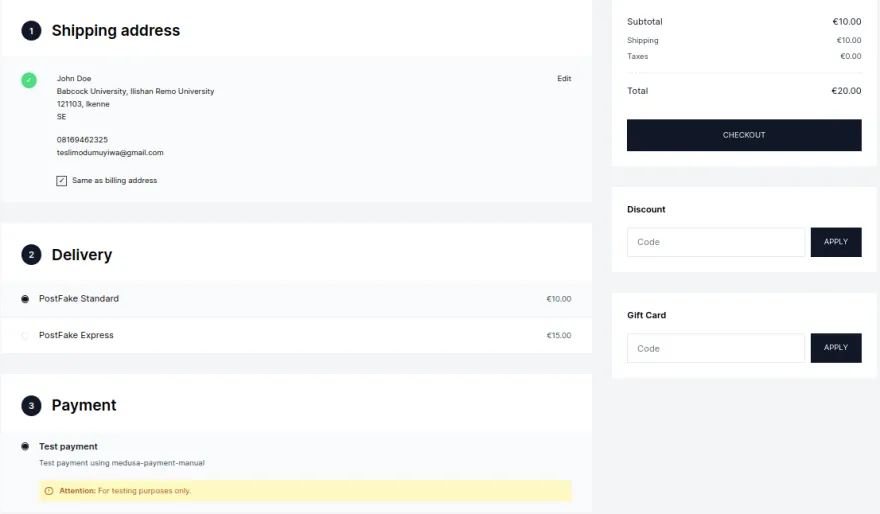 1 Shipping address
John Doe
Edit
Babcock University, Ilishan Remo University
121103, Ikenne
SE
08169462325
teslimodumuyiwa@gmail.com
Same as billing address
2 Delivery
PostFake Standard €10.00
PostFake Express €15.00
3 Payment
Test payment
Test payment using medusa-payment-manual
Attention: For testing purposes only.
Subtotal €10.00
Shipping €10.00
Taxes €0.00
Total €20.00
CHECKOUT
Discount
Code APPLY
Gift Card
Code APPLY